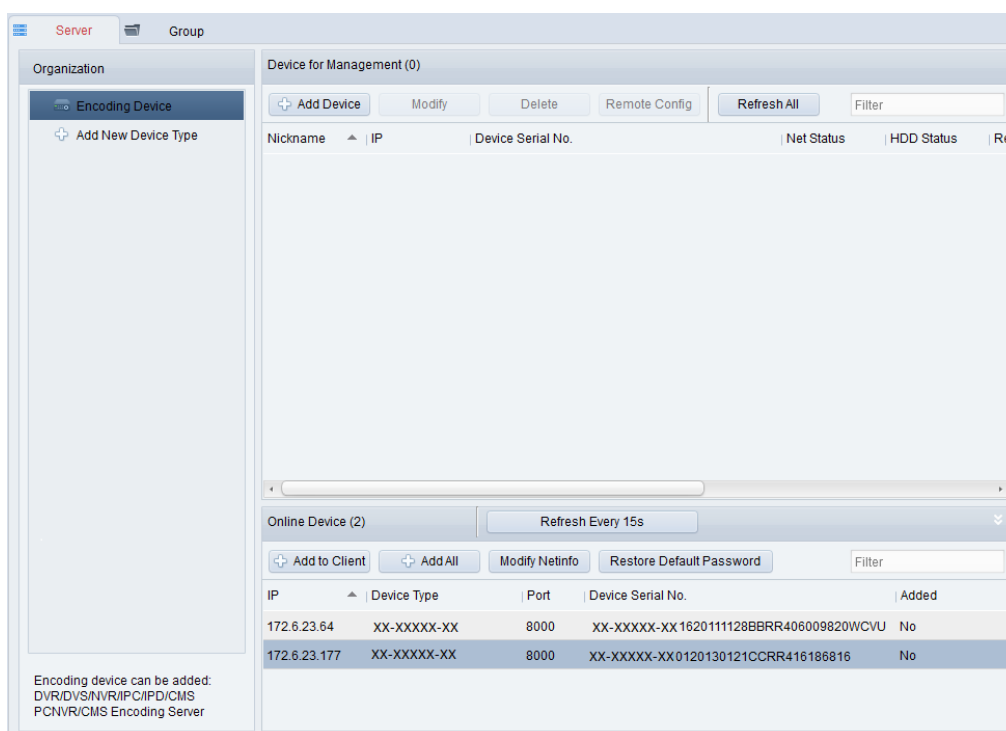 Server Group
Organization
Encoding Device
Add New Device Type
Encoding device can be added:
DVR/DVS/NVR/IPC/IPD/CMS
PCNVR/CMS Encoding Server
Device for Management (0)
Add Device Modify Delete Remote Config Refresh All Filter
Nickname IP Device Serial No. Net Status HDD Status Re
Online Device (2) Refresh Every 15s
Add to Client Add All Modify Netinfo Restore Default Password Filter
IP Device Type Port Device Serial No. Added
172.6.23.64 XX-XXXXX-XX 8000 XX-XXXXX-XX1620111128BBRR406009820WCVU No
172.6.23.177 XX-XXXXX-XX 8000 XX-XXXXX-XX0120130121CCRR416186816 No